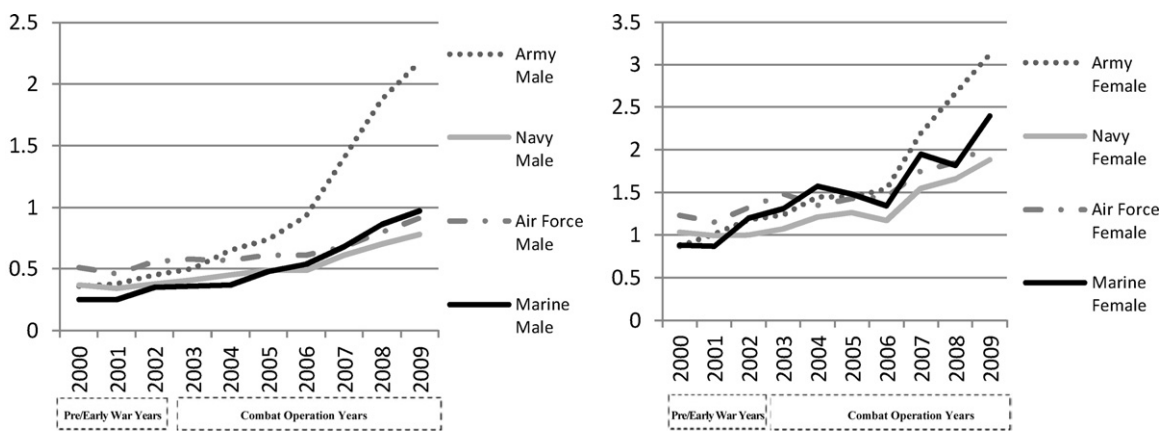 2.5
2
1.5
1
0.5
0
2000
2001
2002
2003
2004
2005
2006
2007
2008
2009
Pre/Early War Years
Combat Operation Years
Army
Male
Navy
Male
Air Force
Male
Marine
Male
3.5
3
2.5
2
1.5
1
0.5
0
2000
2001
2002
2003
2004
2005
2006
2007
2008
2009
Pre/Early War Years
Combat Operation Years
Army
Female
Navy
Female
Air Force
Female
Marine
Female